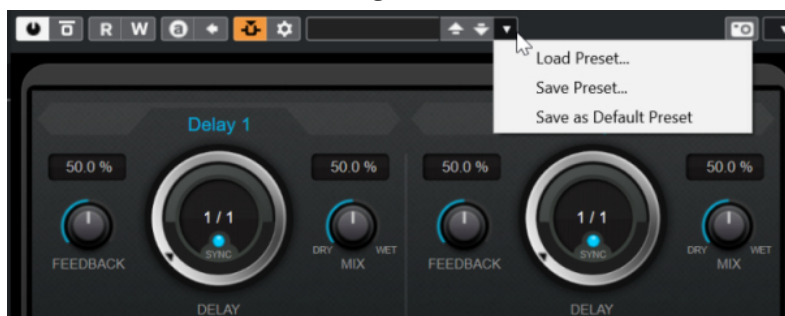 R W a
Load Preset...
Save Preset...
Save as Default Preset
Delay 1
50.0 % 50.0 % 50.0 % 50.0 %
1 / 1 1 / 1
SYNC DRY WET SYNC DRY WET
FEEDBACK MIX FEEDBACK MIX
DELAY DELAY